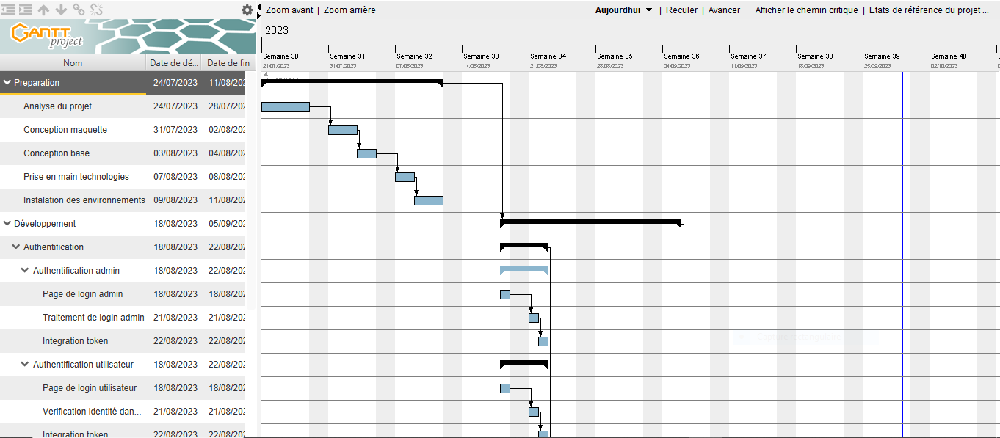 Zoom avant | Zoom arrière Aujourd'hui | Reculer | Avancer Afficher le chemin critique | Etats de référence du projet ...
GANTT project
2023
Nom Date de dé... Date de fin
Semaine 30 Semaine 31 Semaine 32 Semaine 33 Semaine 34 Semaine 35 Semaine 36 Semaine 37 Semaine 38 Semaine 39 Semaine 40
24/07/2023 31/07/2023 07/08/2023 14/08/2023 21/08/2023 28/08/2023 04/09/2023 11/09/2023 18/09/2023 25/09/2023 02/10/2023
Preparation 24/07/2023 11/08/202
Analyse du projet 24/07/2023 28/07/202
Conception maquette 31/07/2023 02/08/202
Conception base 03/08/2023 04/08/202
Prise en main technologies 07/08/2023 08/08/202
Instalation des environnements 09/08/2023 11/08/202
Développement 18/08/2023 05/09/202
Authentification 18/08/2023 22/08/202
Authentification admin 18/08/2023 22/08/202
Page de login admin 18/08/2023 18/08/202
Traitement de login admin 21/08/2023 21/08/202
Integration token 22/08/2023 22/08/202
Authentification utilisateur 18/08/2023 22/08/202
Page de login utilisateur 18/08/2023 18/08/202
Verification identité dan... 21/08/2023 21/08/202
Integration token 22/08/2023 22/08/202